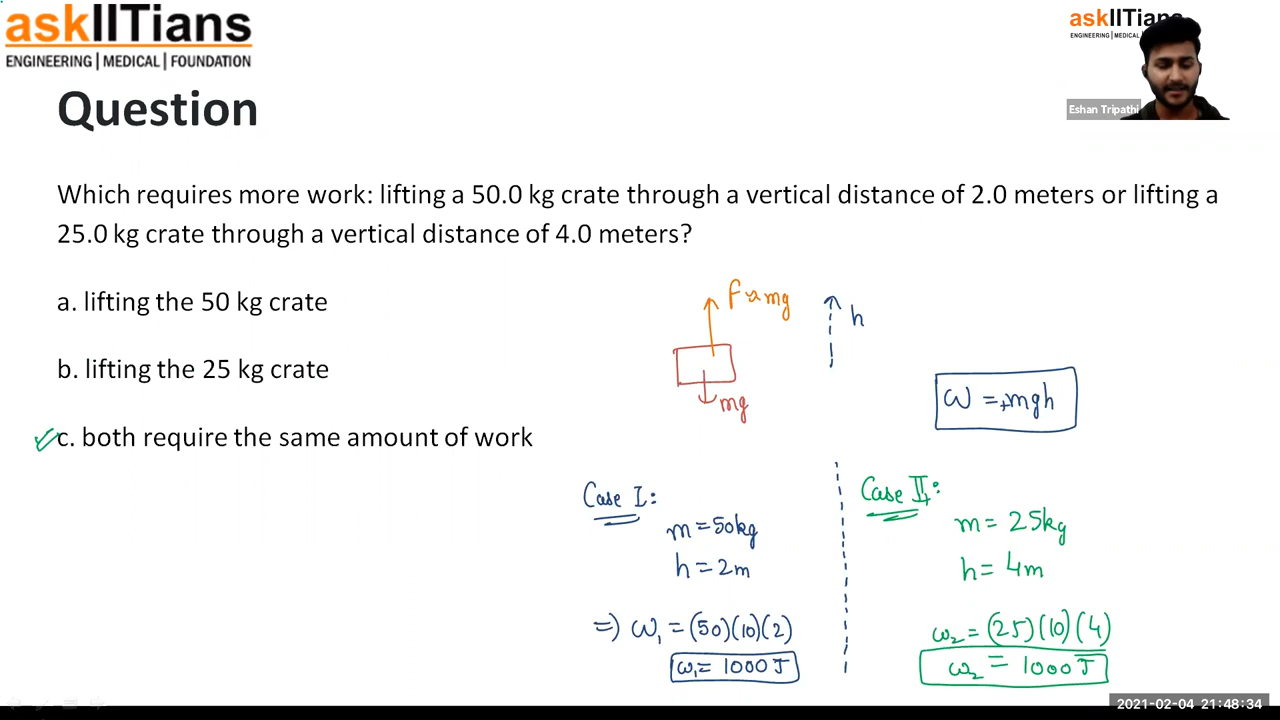 askIITians
ENGINEERING | MEDICAL | FOUNDATION
askIITians
ENGINEERING | MEDICAL |
Eshan Tripathi
Question
Which requires more work: lifting a 50.0 kg crate through a vertical distance of 2.0 meters or lifting a
25.0 kg crate through a vertical distance of 4.0 meters?
a. lifting the 50 kg crate
b. lifting the 25 kg crate
c. both require the same amount of work
F ≈ mg
h
mg
W = +mgh
Case I:
m = 50kg
h = 2m
=) W₁ = (50)(10)(2)
W₁ = 1000 J
Case II:
m = 25kg
h = 4m
W₂ = (25)(10)(4)
W₂ = 1000 J
2021-02-04 21:48:34